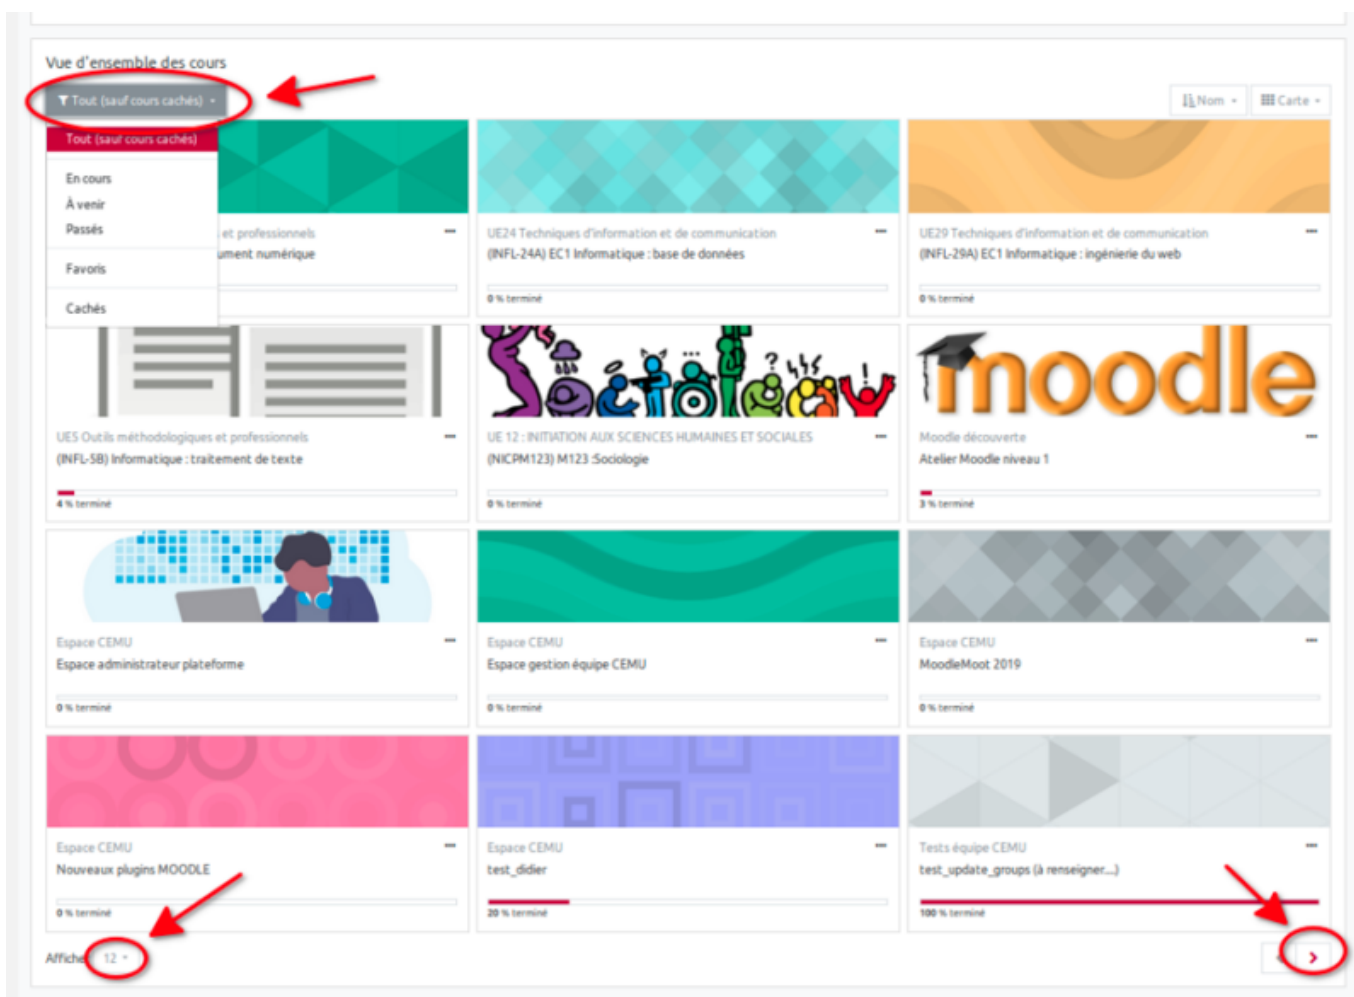 Vue d'ensemble des cours
Tout (sauf cours cachés)
Nom
Carte
Tout (sauf cours cachés)
En cours
À venir
Passés
Favoris
Cachés
et professionnels
ument numérique
UE24 Techniques d'information et de communication
(INFL-24A) EC1 Informatique : base de données
0 % terminé
UE29 Techniques d'information et de communication
(INFL-29A) EC1 Informatique : ingénierie du web
0 % terminé
Sociology
moodle
UE5 Outils méthodologiques et professionnels
(INFL-5B) Informatique : traitement de texte
4 % terminé
UE 12 : INITIATION AUX SCIENCES HUMAINES ET SOCIALES
(NICPM123) M123 :Sociologie
0 % terminé
Moodle découverte
Atelier Moodle niveau 1
3 % terminé
Espace CEMU
Espace administrateur plateforme
0 % terminé
Espace CEMU
Espace gestion équipe CEMU
0 % terminé
Espace CEMU
MoodleMoot 2019
0 % terminé
Espace CEMU
Nouveaux plugins MOODLE
0 % terminé
Espace CEMU
test_didier
20 % terminé
Tests équipe CEMU
test_update_groups (à renseigner....)
100 % terminé
Affiche 12